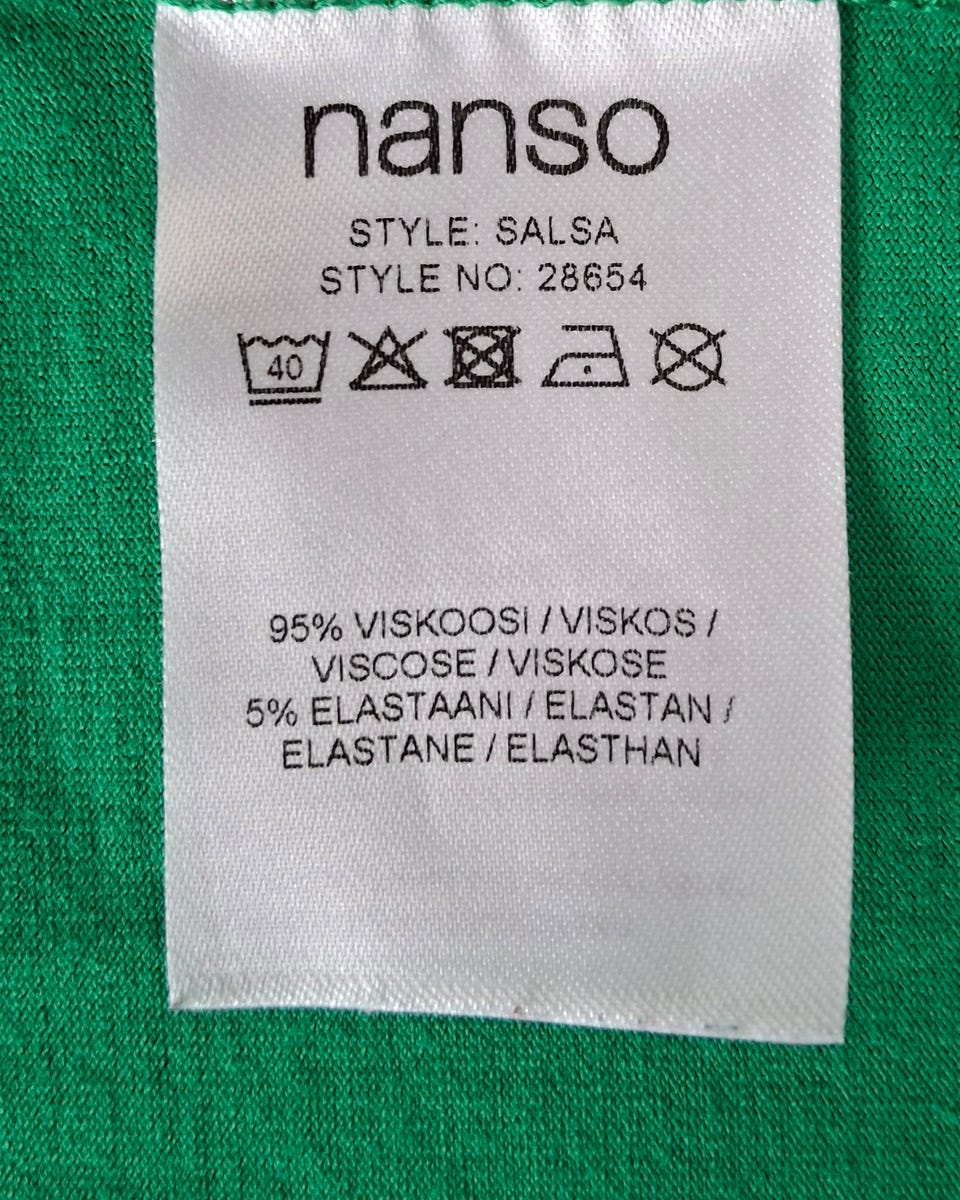 nanso
STYLE: SALSA
STYLE NO: 28654
40
95% VISKOOSI / VISKOS /
VISCOSE / VISKOSE
5% ELASTAANI / ELASTAN /
ELASTANE / ELASTHAN